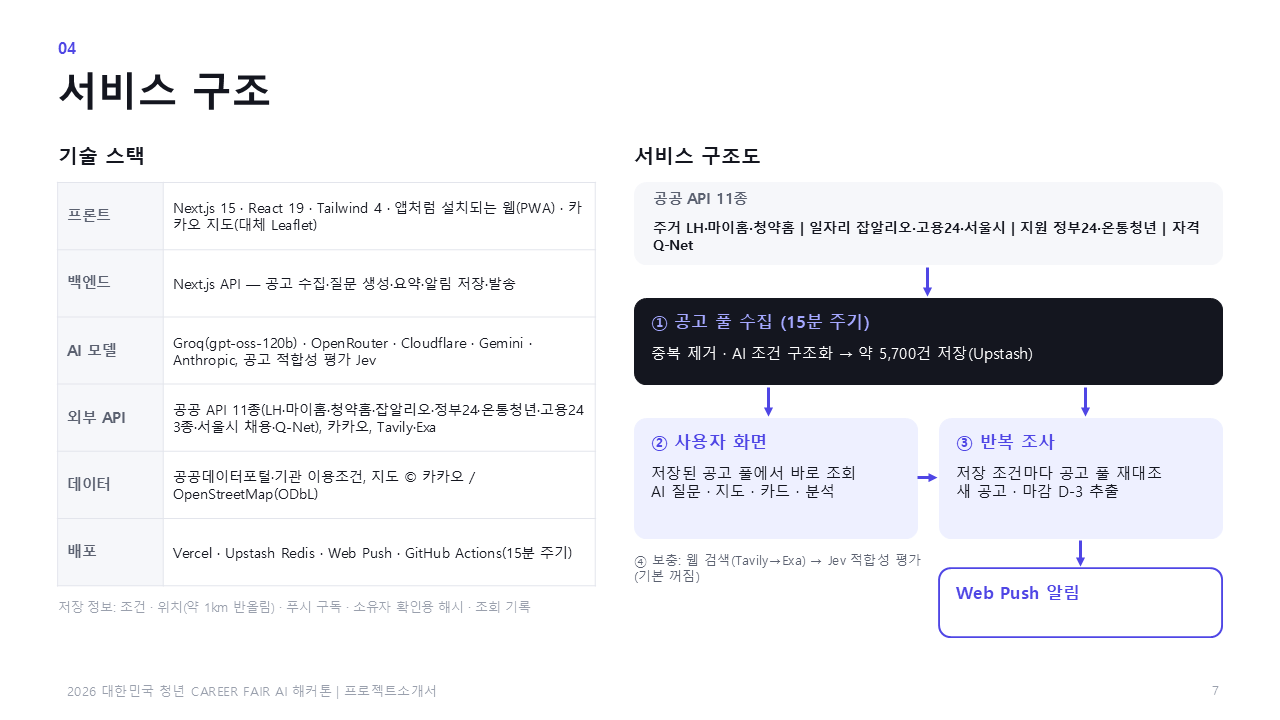 04
서비스 구조
기술 스택
프론트
Next.js 15 · React 19 · Tailwind 4 · 앱처럼 설치되는 웹(PWA) · 카
카오 지도(대체 Leaflet)
백엔드
Next.js API — 공고 수집·질문 생성·요약·알림 저장·발송
AI 모델
Groq(gpt-oss-120b) · OpenRouter · Cloudflare · Gemini ·
Anthropic, 공고 적합성 평가 Jev
외부 API
공공 API 11종(LH·마이홈·청약홈·잡알리오·정부24·온통청년·고용24
3종·서울시 채용·Q-Net), 카카오, Tavily·Exa
데이터
공공데이터포털·기관 이용조건, 지도 © 카카오 /
OpenStreetMap(ODbL)
배포
Vercel · Upstash Redis · Web Push · GitHub Actions(15분 주기)
저장 정보: 조건 · 위치(약 1km 반올림) · 푸시 구독 · 소유자 확인용 해시 · 조회 기록
서비스 구조도
공공 API 11종
주거 LH·마이홈·청약홈 | 일자리 잡알리오·고용24·서울시 | 지원 정부24·온통청년 | 자격
Q-Net
① 공고 풀 수집 (15분 주기)
중복 제거 · AI 조건 구조화 → 약 5,700건 저장(Upstash)
② 사용자 화면
저장된 공고 풀에서 바로 조회
AI 질문 · 지도 · 카드 · 분석
③ 반복 조사
저장 조건마다 공고 풀 재대조
새 공고 · 마감 D-3 추출
④ 보충: 웹 검색(Tavily→Exa) → Jev 적합성 평가
(기본 꺼짐)
Web Push 알림
2026 대한민국 청년 CAREER FAIR AI 해커톤 | 프로젝트소개서
7